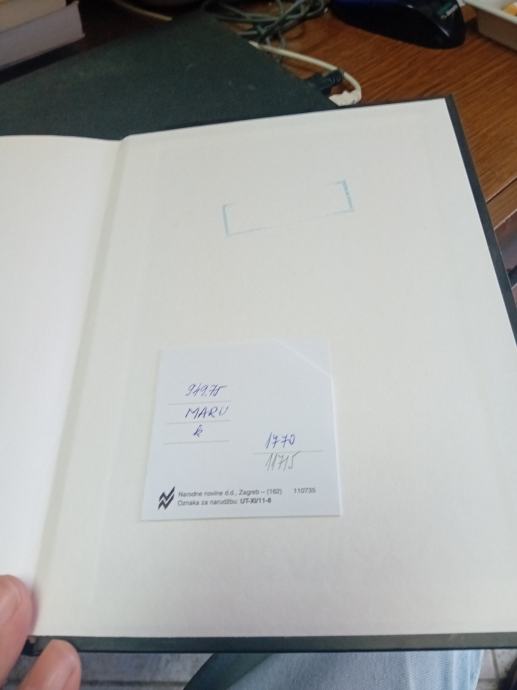 949.75
MARU
k
1770
11715
Narodne novine d.d., Zagreb – (162) 110735
Oznaka za narudžbu: UT-XI/11-6